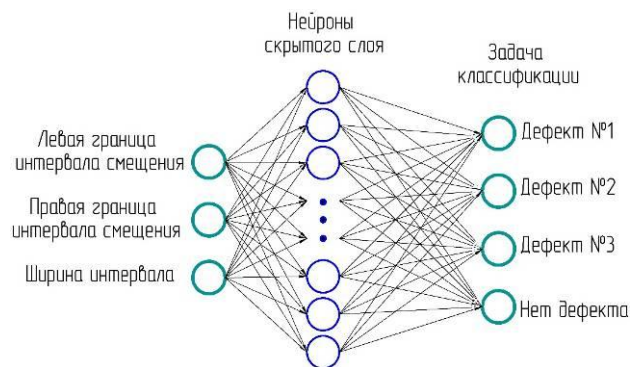 Нейроны
скрытого слоя
Задача
классификации
Левая граница
интервала смещения
Правая граница
интервала смещения
Ширина интервала
Дефект №1
Дефект №2
Дефект №3
Нет дефекта